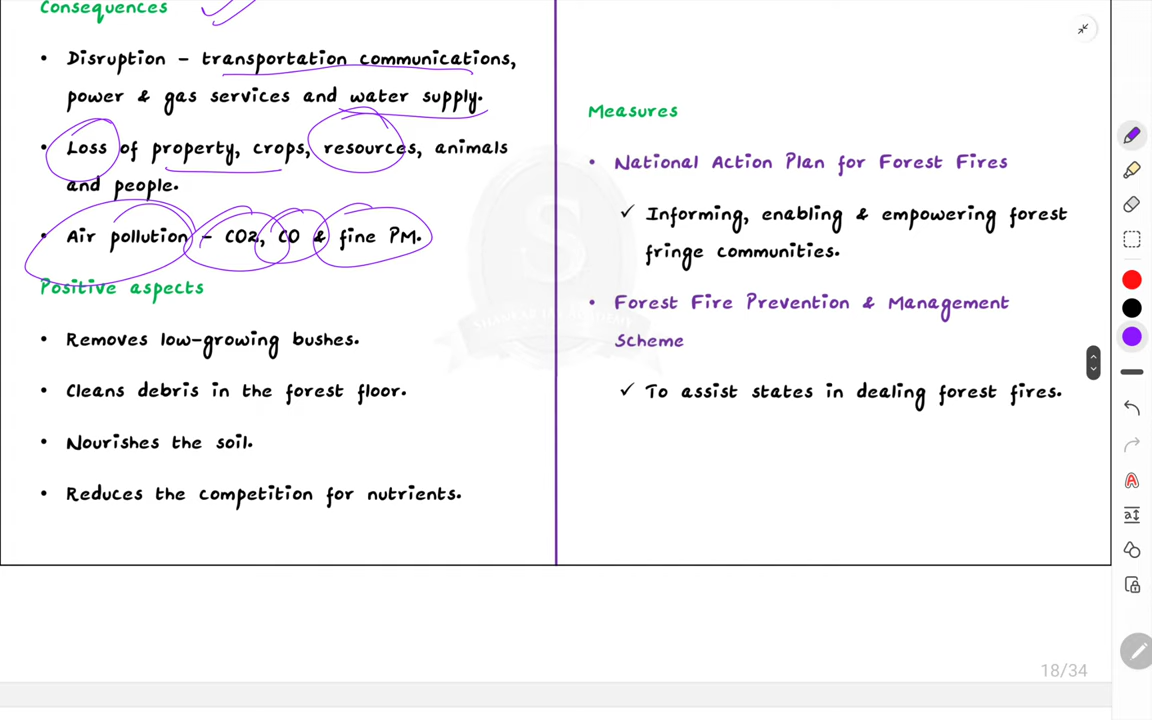 Consequences
• Disruption – transportation communications,
power & gas services and water supply.
• Loss of property, crops, resources, animals
and people.
• Air pollution – CO2, CO & fine PM.
Positive aspects
• Removes low-growing bushes.
• Cleans debris in the forest floor.
• Nourishes the soil.
• Reduces the competition for nutrients.
Measures
• National Action Plan for Forest Fires
✓ Informing, enabling & empowering forest
fringe communities.
• Forest Fire Prevention & Management
Scheme
✓ To assist states in dealing forest fires.
S
SHANKAR IAS ACADEMY
A
a
18/34